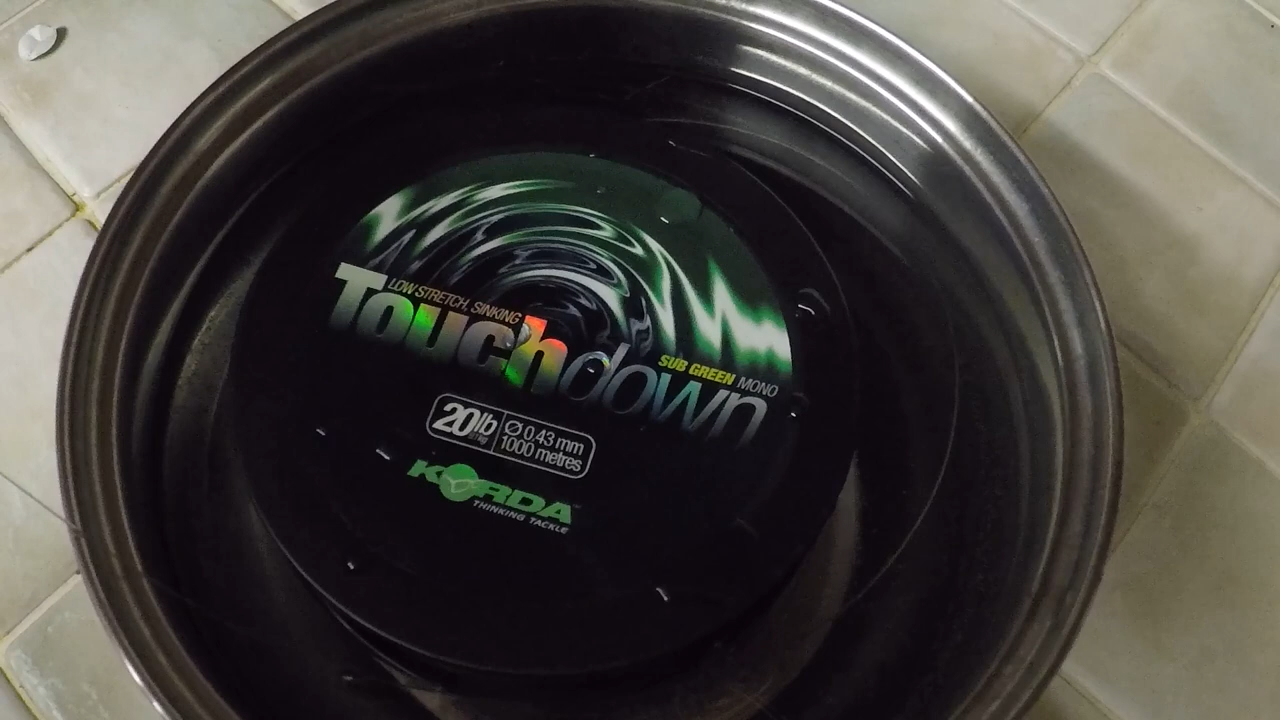 LOW STRETCH, SINKING
Touchdown
SUB GREEN MONO
20lb
Ø 0.43 mm
1000 metres
KORDA
THINKING TACKLE